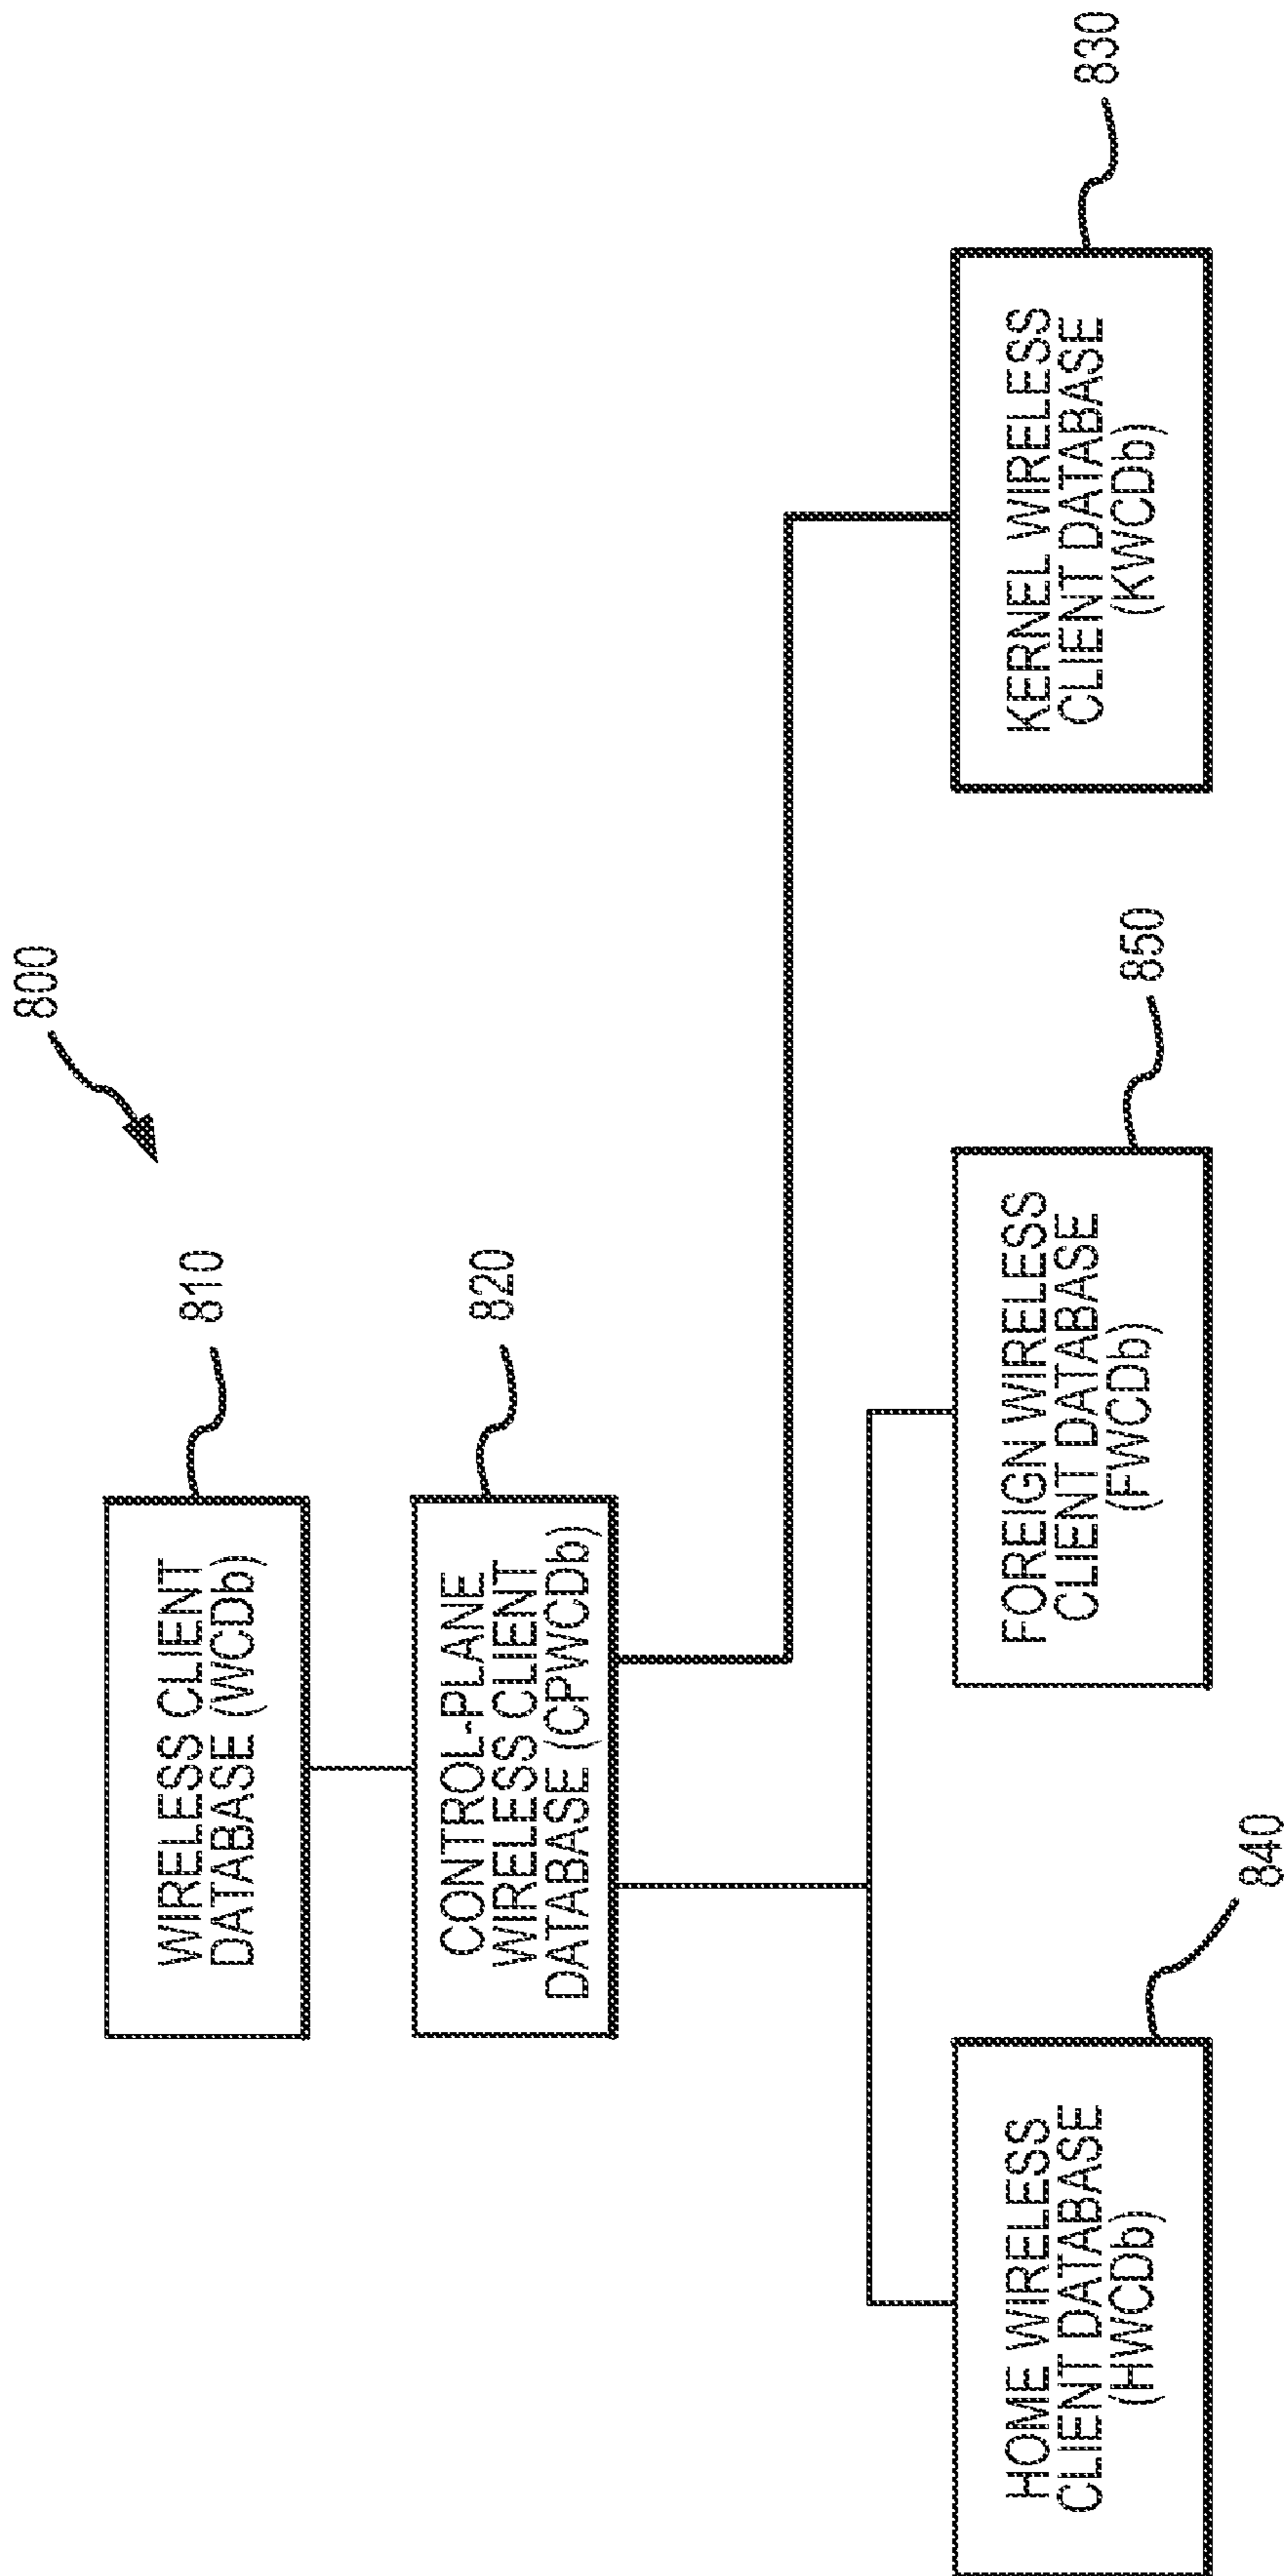 800
WIRELESS CLIENT
DATABASE (WCDb)
810
CONTROL-PLANE
WIRELESS CLIENT
DATABASE (CPWCDb)
820
HOME WIRELESS
CLIENT DATABASE
(HWCDb)
840
FOREIGN WIRELESS
CLIENT DATABASE
(FWCDb)
850
KERNEL WIRELESS
CLIENT DATABASE
(KWCDb)
830